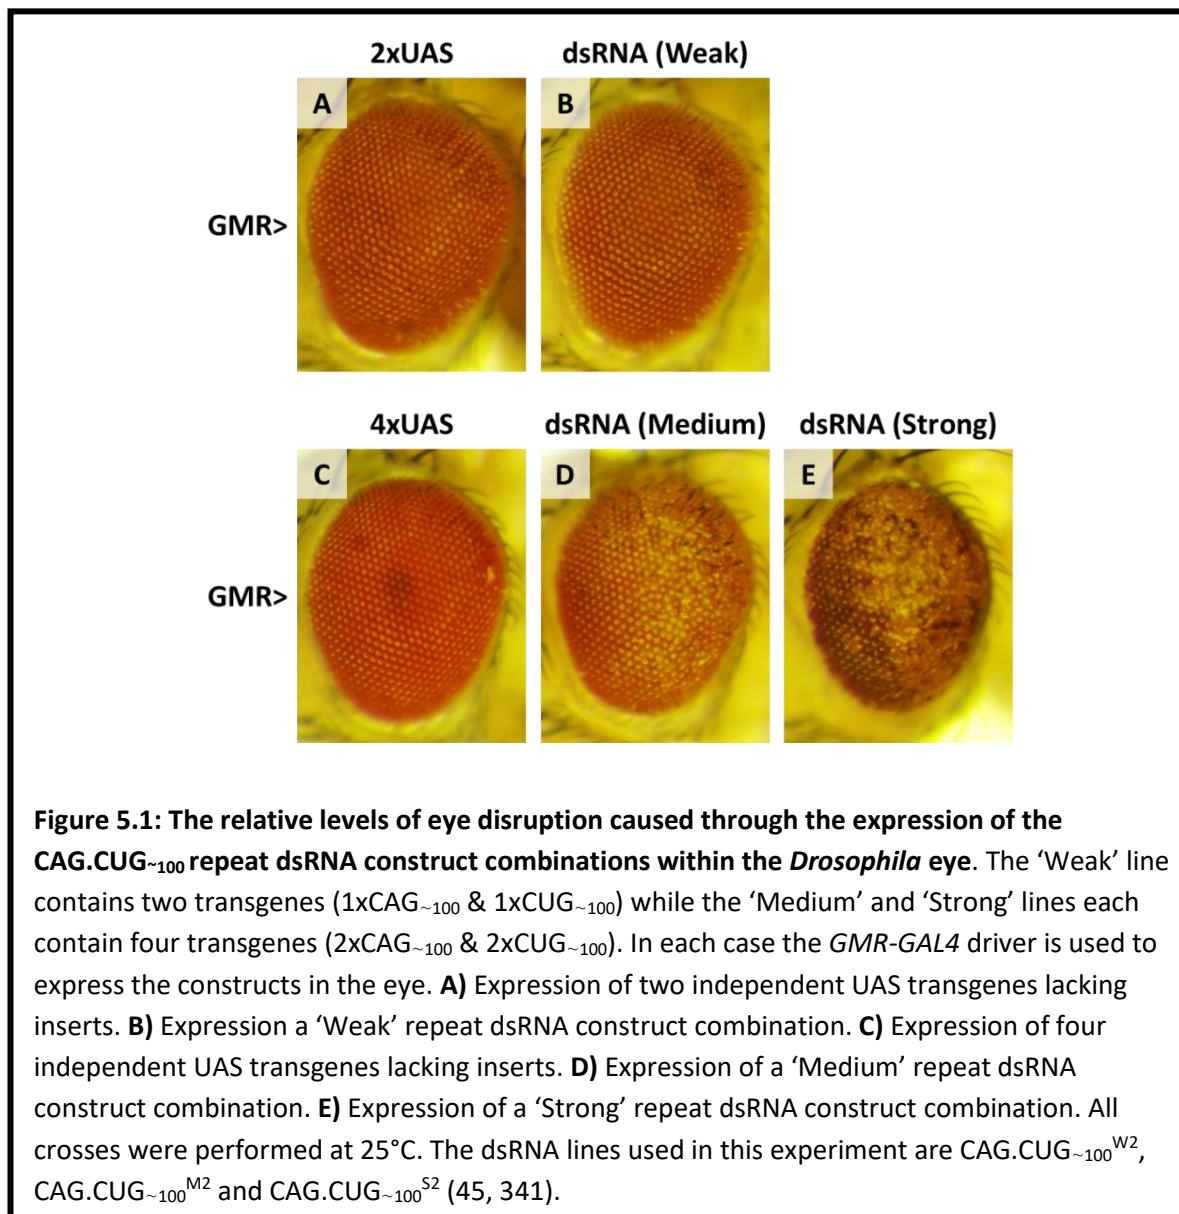 2xUAS dsRNA (Weak)
A B
GMR>
4xUAS dsRNA (Medium) dsRNA (Strong)
C D E
GMR>
Figure 5.1: The relative levels of eye disruption caused through the expression of the
CAG.CUG~100 repeat dsRNA construct combinations within the Drosophila eye. The ‘Weak’ line
contains two transgenes (1xCAG~100 & 1xCUG~100) while the ‘Medium’ and ‘Strong’ lines each
contain four transgenes (2xCAG~100 & 2xCUG~100). In each case the GMR-GAL4 driver is used to
express the constructs in the eye. A) Expression of two independent UAS transgenes lacking
inserts. B) Expression a ‘Weak’ repeat dsRNA construct combination. C) Expression of four
independent UAS transgenes lacking inserts. D) Expression of a ‘Medium’ repeat dsRNA
construct combination. E) Expression of a ‘Strong’ repeat dsRNA construct combination. All
crosses were performed at 25°C. The dsRNA lines used in this experiment are CAG.CUG~100W2,
CAG.CUG~100M2 and CAG.CUG~100S2 (45, 341).